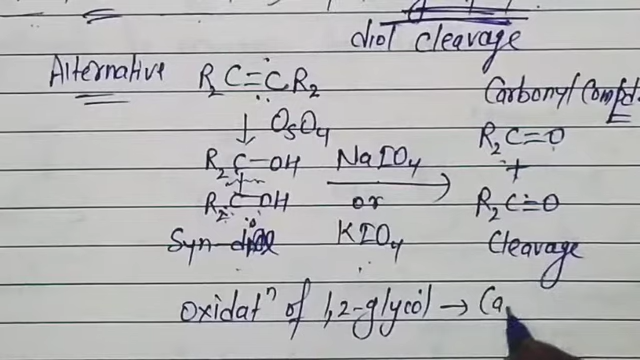 diol cleavage
Alternative R2C=CR2 Carbonyl Compd.
OsO4
R2C=O
R2C-OH NaIO4
+
R2C-OH or R2C=O
Syn-diol KIO4 Cleavage
Oxidatⁿ of 1,2-glycol → Ca